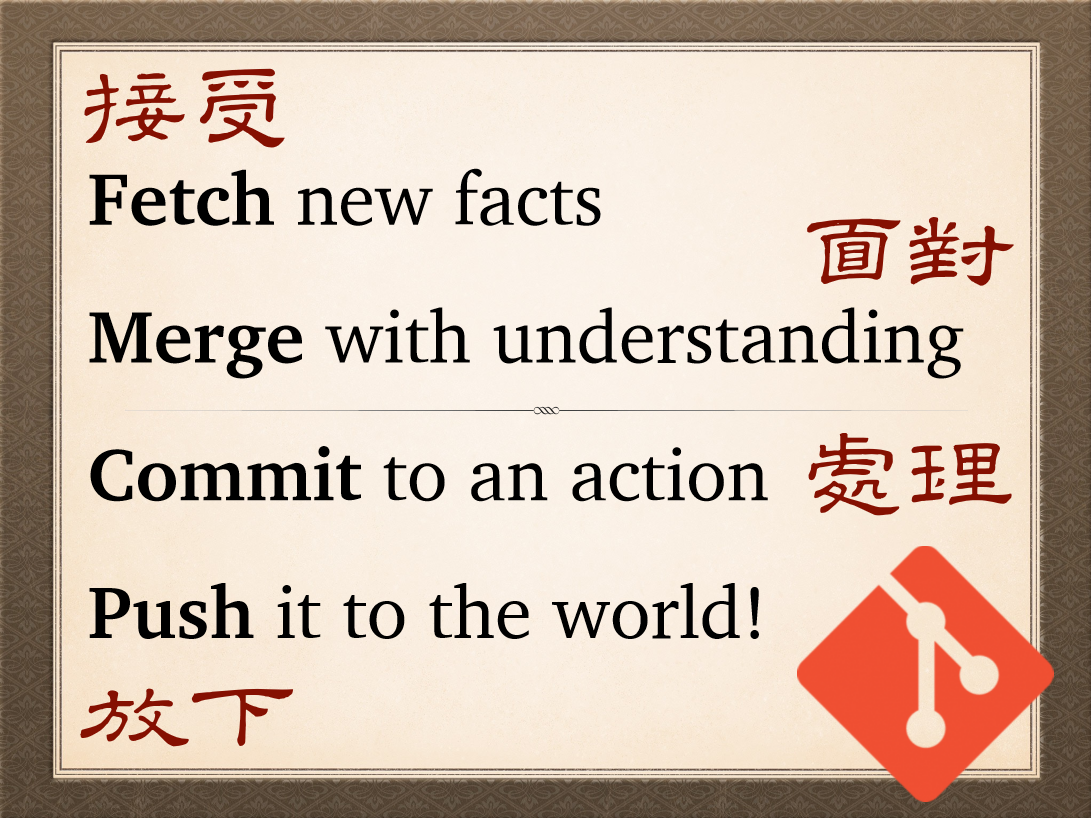 接受
Fetch new facts
面對
Merge with understanding
Commit to an action 處理
Push it to the world!
放下